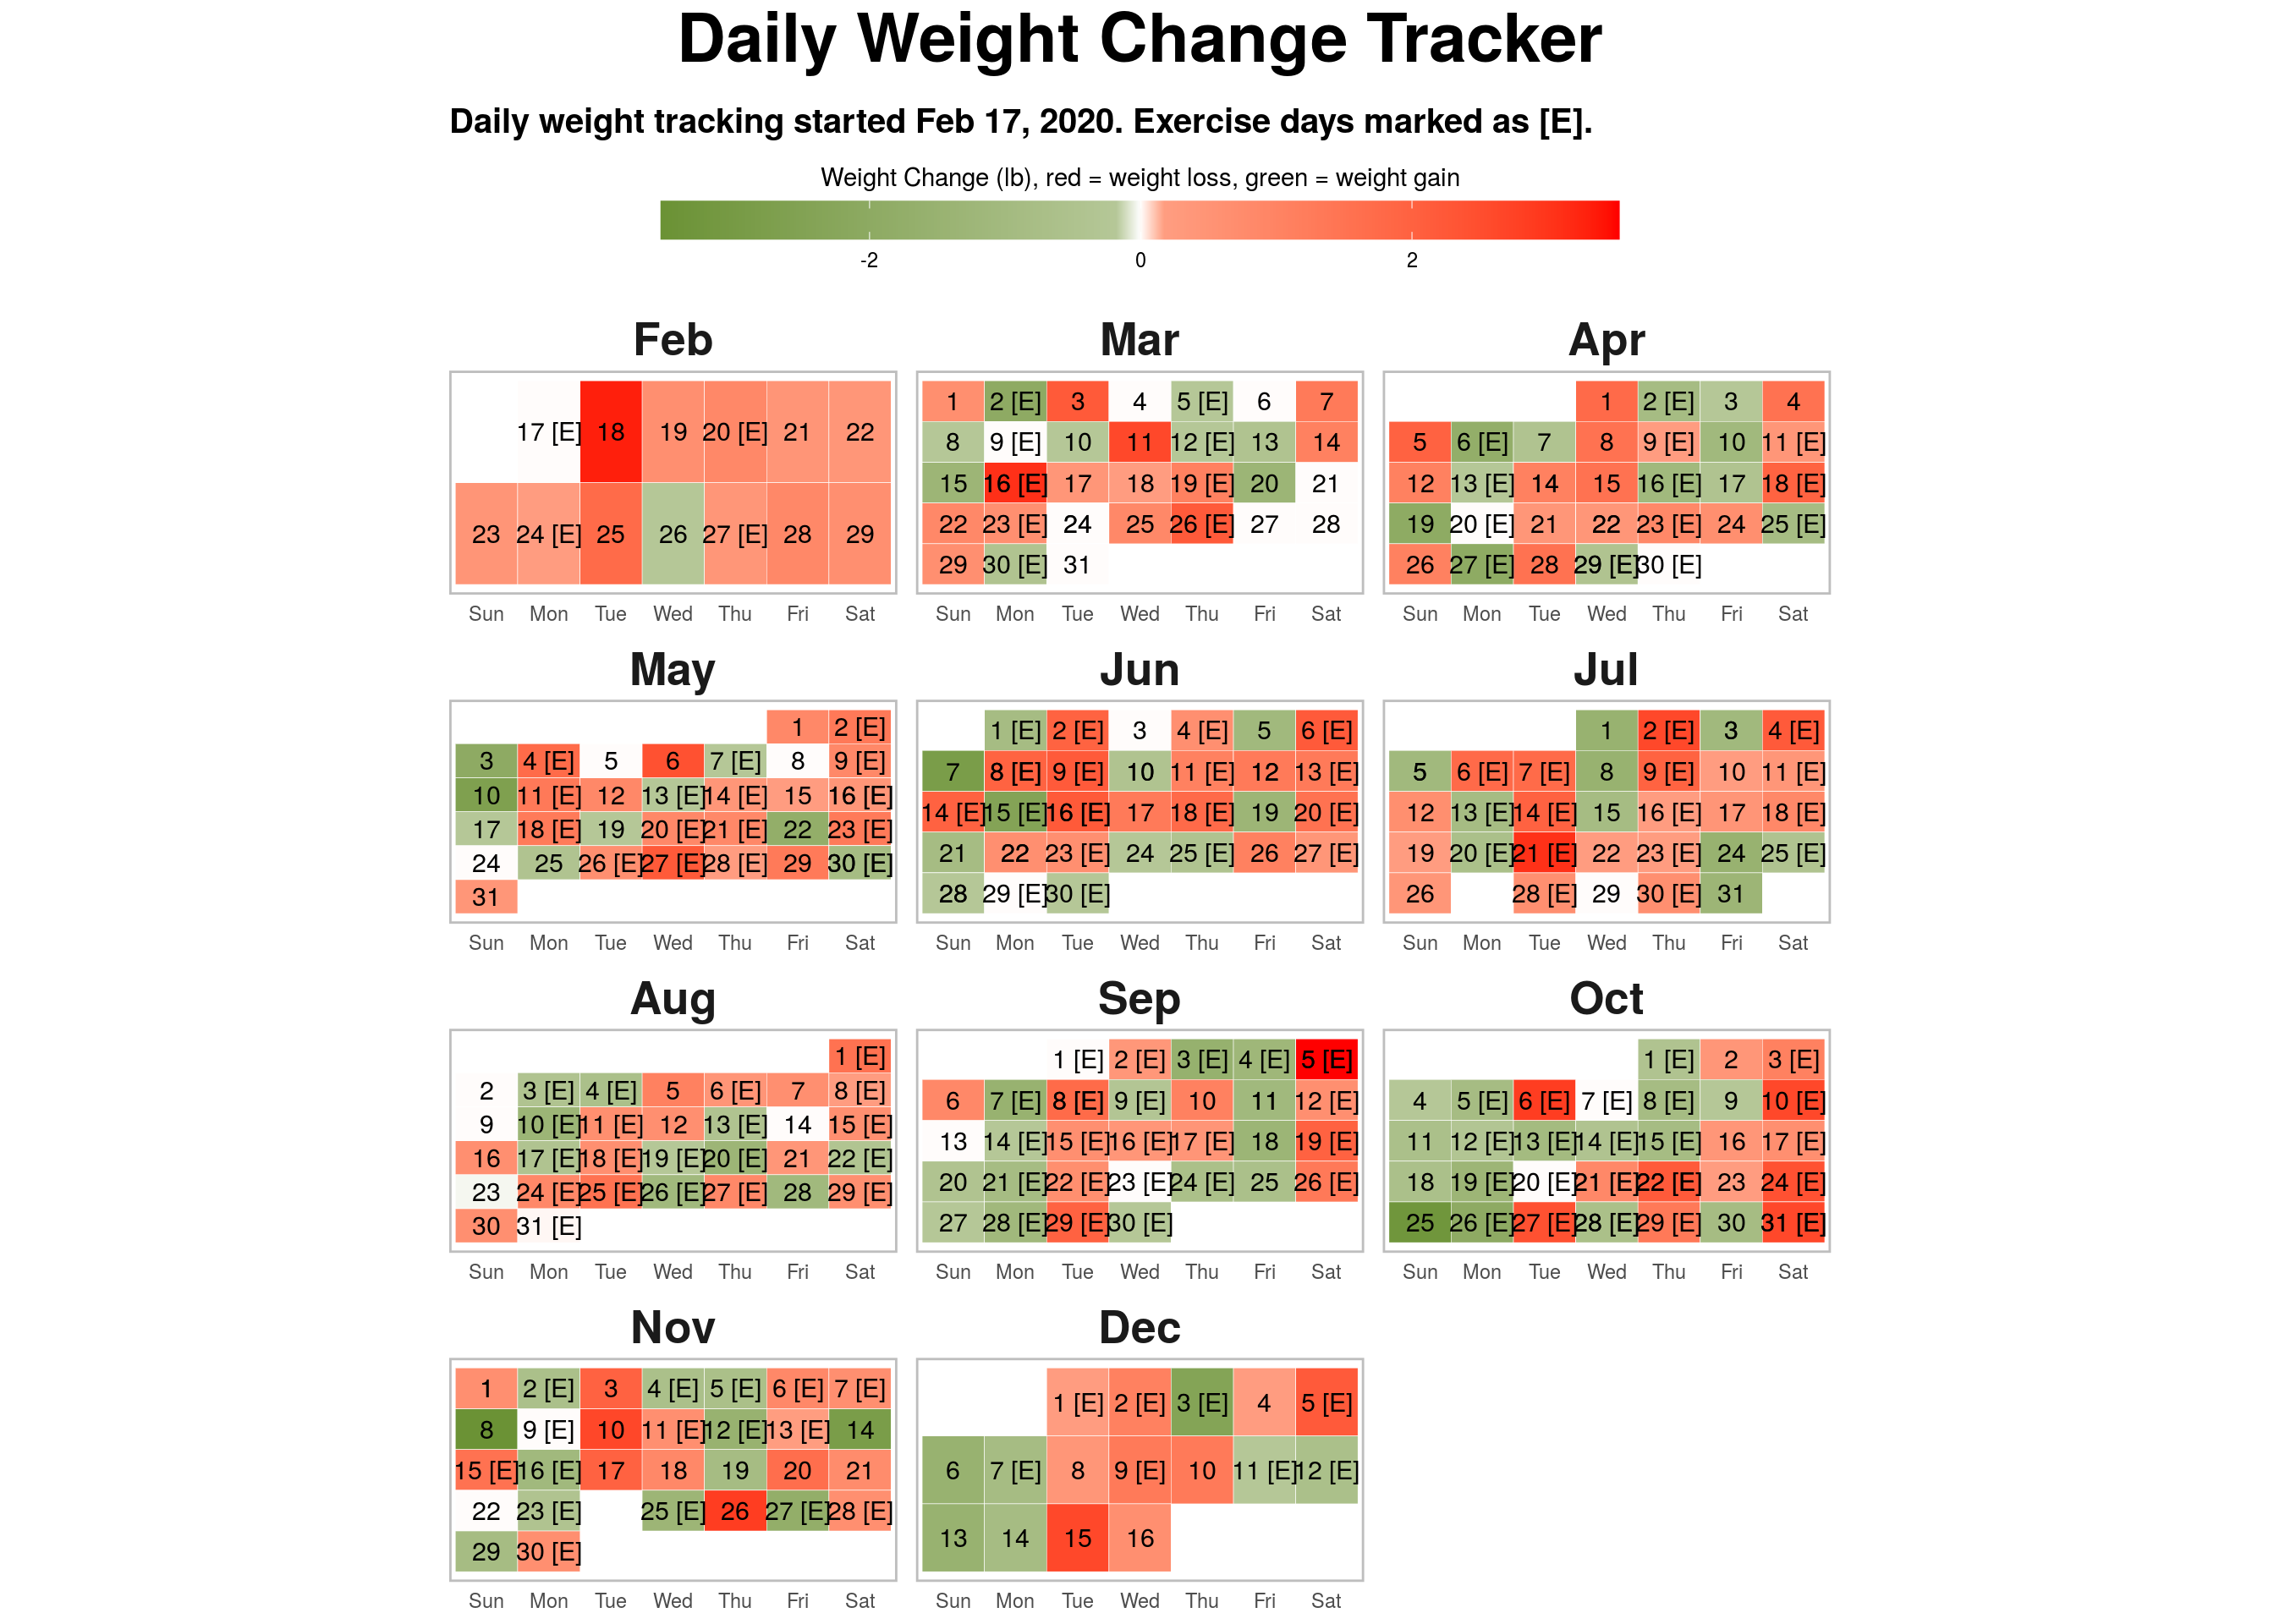 Daily Weight Change Tracker
Daily weight tracking started Feb 17, 2020. Exercise days marked as [E].
Weight Change (lb), red = weight loss, green = weight gain
-2 0 2
Feb Mar Apr
17 [E] 18 19 20 [E] 21 22
23 24 [E] 25 26 27 [E] 28 29
Sun Mon Tue Wed Thu Fri Sat
1 2 [E] 3 4 5 [E] 6 7
8 9 [E] 10 11 12 [E] 13 14
15 16 [E] 17 18 19 [E] 20 21
22 23 [E] 24 25 26 [E] 27 28
29 30 [E] 31
Sun Mon Tue Wed Thu Fri Sat
1 2 [E] 3 4
5 6 [E] 7 8 9 [E] 10 11 [E]
12 13 [E] 14 15 16 [E] 17 18 [E]
19 20 [E] 21 22 23 [E] 24 25 [E]
26 27 [E] 28 29 [E] 30 [E]
Sun Mon Tue Wed Thu Fri Sat
May Jun Jul
1 2 [E]
3 4 [E] 5 6 7 [E] 8 9 [E]
10 11 [E] 12 13 [E] 14 [E] 15 16 [E]
17 18 [E] 19 20 [E] 21 [E] 22 23 [E]
24 25 26 [E] 27 [E] 28 [E] 29 30 [E]
31
Sun Mon Tue Wed Thu Fri Sat
1 [E] 2 [E] 3 4 [E] 5 6 [E]
7 8 [E] 9 [E] 10 11 [E] 12 13 [E]
14 [E] 15 [E] 16 [E] 17 18 [E] 19 20 [E]
21 22 23 [E] 24 25 [E] 26 27 [E]
28 29 [E] 30 [E]
Sun Mon Tue Wed Thu Fri Sat
1 2 [E] 3 4 [E]
5 6 [E] 7 [E] 8 9 [E] 10 11 [E]
12 13 [E] 14 [E] 15 16 [E] 17 18 [E]
19 20 [E] 21 [E] 22 23 [E] 24 25 [E]
26 28 [E] 29 30 [E] 31
Sun Mon Tue Wed Thu Fri Sat
Aug Sep Oct
1 [E]
2 3 [E] 4 [E] 5 6 [E] 7 8 [E]
9 10 [E] 11 [E] 12 13 [E] 14 15 [E]
16 17 [E] 18 [E] 19 [E] 20 [E] 21 22 [E]
23 24 [E] 25 [E] 26 [E] 27 [E] 28 29 [E]
30 31 [E]
Sun Mon Tue Wed Thu Fri Sat
1 [E] 2 [E] 3 [E] 4 [E] 5 [E]
6 7 [E] 8 [E] 9 [E] 10 11 12 [E]
13 14 [E] 15 [E] 16 [E] 17 [E] 18 19 [E]
20 21 [E] 22 [E] 23 [E] 24 [E] 25 26 [E]
27 28 [E] 29 [E] 30 [E]
Sun Mon Tue Wed Thu Fri Sat
1 [E] 2 3 [E]
4 5 [E] 6 [E] 7 [E] 8 [E] 9 10 [E]
11 12 [E] 13 [E] 14 [E] 15 [E] 16 17 [E]
18 19 [E] 20 [E] 21 [E] 22 [E] 23 24 [E]
25 26 [E] 27 [E] 28 [E] 29 [E] 30 31 [E]
Sun Mon Tue Wed Thu Fri Sat
Nov Dec
1 2 [E] 3 4 [E] 5 [E] 6 [E] 7 [E]
8 9 [E] 10 11 [E] 12 [E] 13 [E] 14
15 [E] 16 [E] 17 18 19 20 21
22 23 [E] 25 [E] 26 27 [E] 28 [E]
29 30 [E]
Sun Mon Tue Wed Thu Fri Sat
1 [E] 2 [E] 3 [E] 4 5 [E]
6 7 [E] 8 9 [E] 10 11 [E] 12 [E]
13 14 15 16
Sun Mon Tue Wed Thu Fri Sat